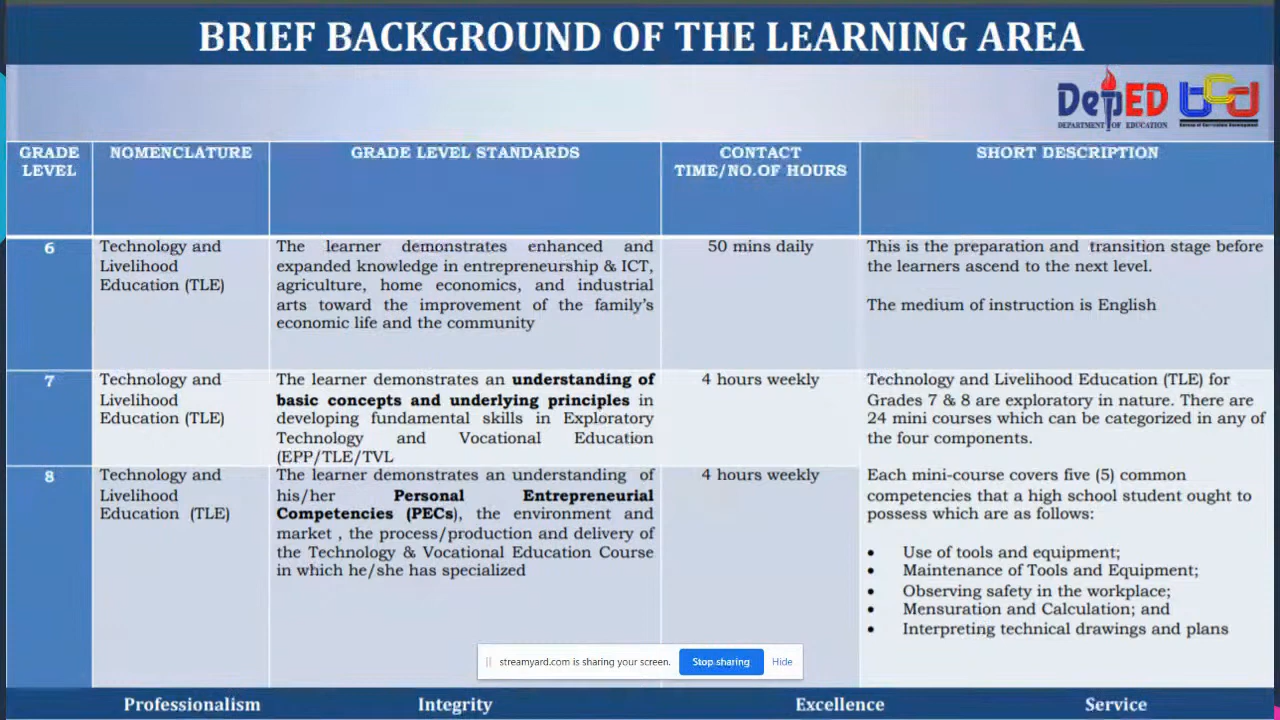 BRIEF BACKGROUND OF THE LEARNING AREA
DepED
DEPARTMENT OF EDUCATION
bcd
Bureau of Curriculum Development
GRADE LEVEL
NOMENCLATURE
GRADE LEVEL STANDARDS
CONTACT TIME/NO.OF HOURS
SHORT DESCRIPTION
6
Technology and
Livelihood
Education (TLE)
The learner demonstrates enhanced and
expanded knowledge in entrepreneurship & ICT,
agriculture, home economics, and industrial
arts toward the improvement of the family's
economic life and the community
50 mins daily
This is the preparation and transition stage before
the learners ascend to the next level.
The medium of instruction is English
7
Technology and
Livelihood
Education (TLE)
The learner demonstrates an understanding of
basic concepts and underlying principles in
developing fundamental skills in Exploratory
Technology and Vocational Education
(EPP/TLE/TVL
4 hours weekly
Technology and Livelihood Education (TLE) for
Grades 7 & 8 are exploratory in nature. There are
24 mini courses which can be categorized in any of
the four components.
8
Technology and
Livelihood
Education (TLE)
The learner demonstrates an understanding of
his/her Personal Entrepreneurial
Competencies (PECs), the environment and
market , the process/production and delivery of
the Technology & Vocational Education Course
in which he/she has specialized
4 hours weekly
Each mini-course covers five (5) common
competencies that a high school student ought to
possess which are as follows:
• Use of tools and equipment;
• Maintenance of Tools and Equipment;
• Observing safety in the workplace;
• Mensuration and Calculation; and
• Interpreting technical drawings and plans
streamyard.com is sharing your screen.
Stop sharing
Hide
Professionalism
Integrity
Excellence
Service